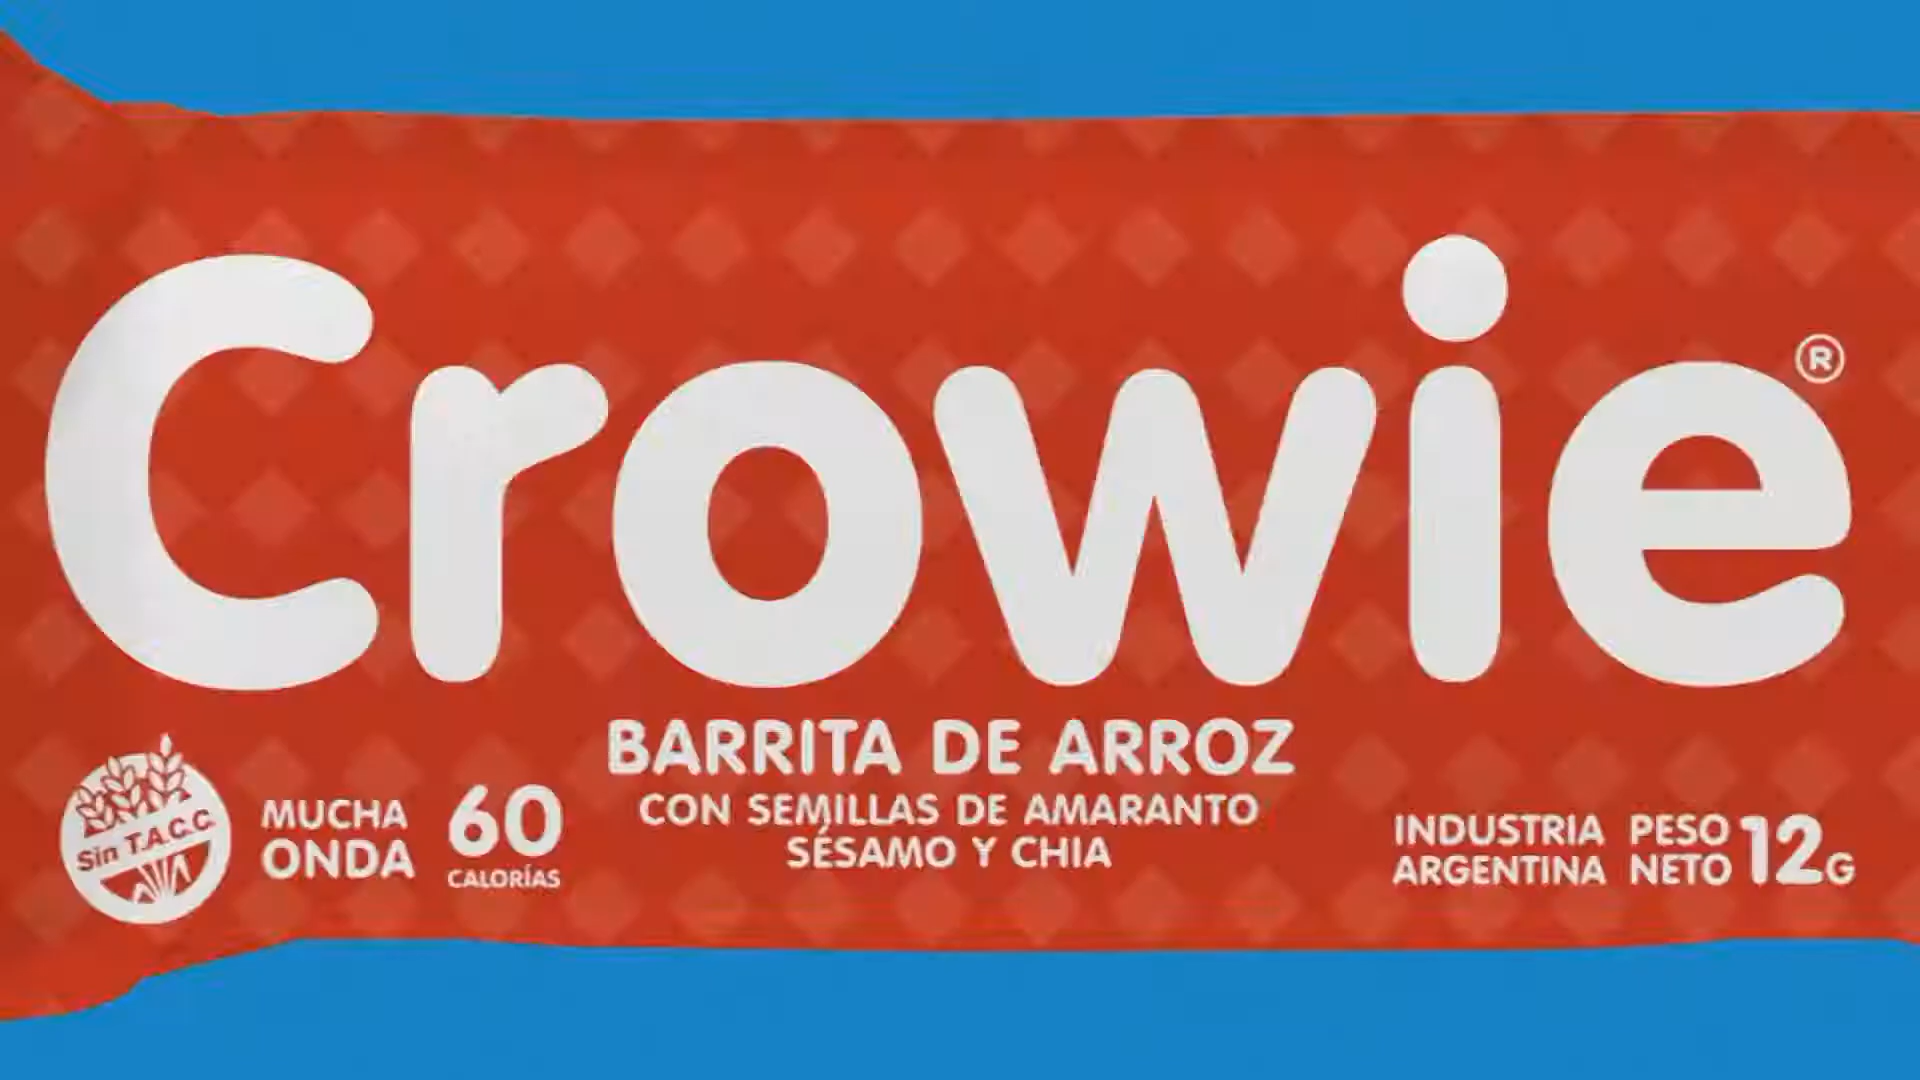 Crowie®
BARRITA DE ARROZ
CON SEMILLAS DE AMARANTO
SÉSAMO Y CHIA
Sin T.A.C.C.
MUCHA
ONDA
60
CALORÍAS
INDUSTRIA
ARGENTINA
PESO
NETO
12G